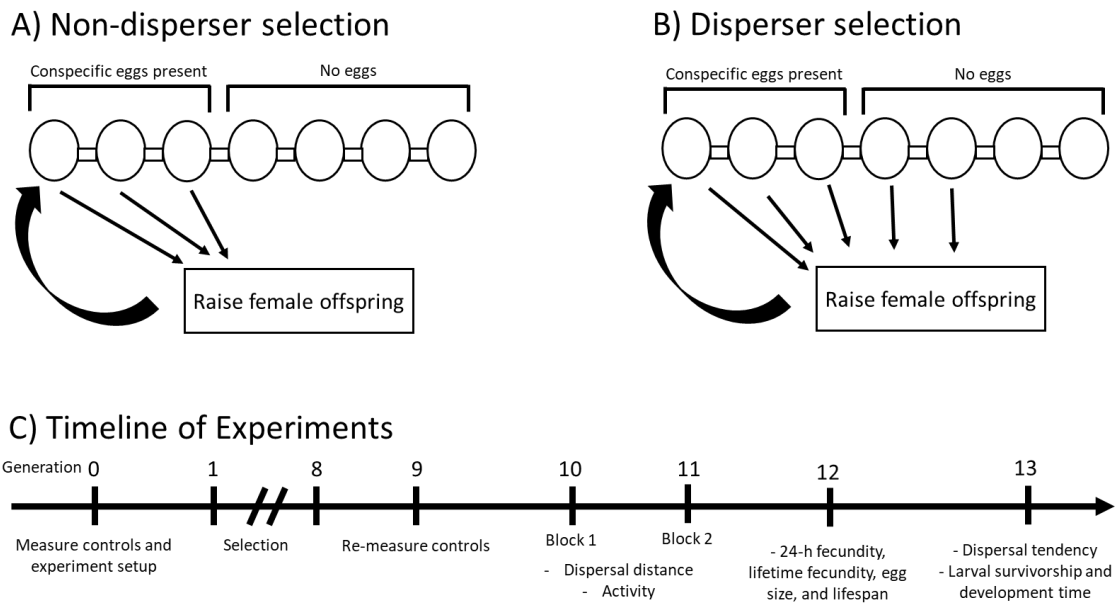 A) Non-disperser selection
Conspecific eggs present
No eggs
Raise female offspring
B) Disperser selection
Conspecific eggs present
No eggs
Raise female offspring
C) Timeline of Experiments
Generation 0 1 8 9 10 11 12 13
Measure controls and
experiment setup
Selection
Re-measure controls
Block 1
- Dispersal distance
- Activity
Block 2
- 24-h fecundity,
lifetime fecundity, egg
size, and lifespan
- Dispersal tendency
- Larval survivorship and
development time